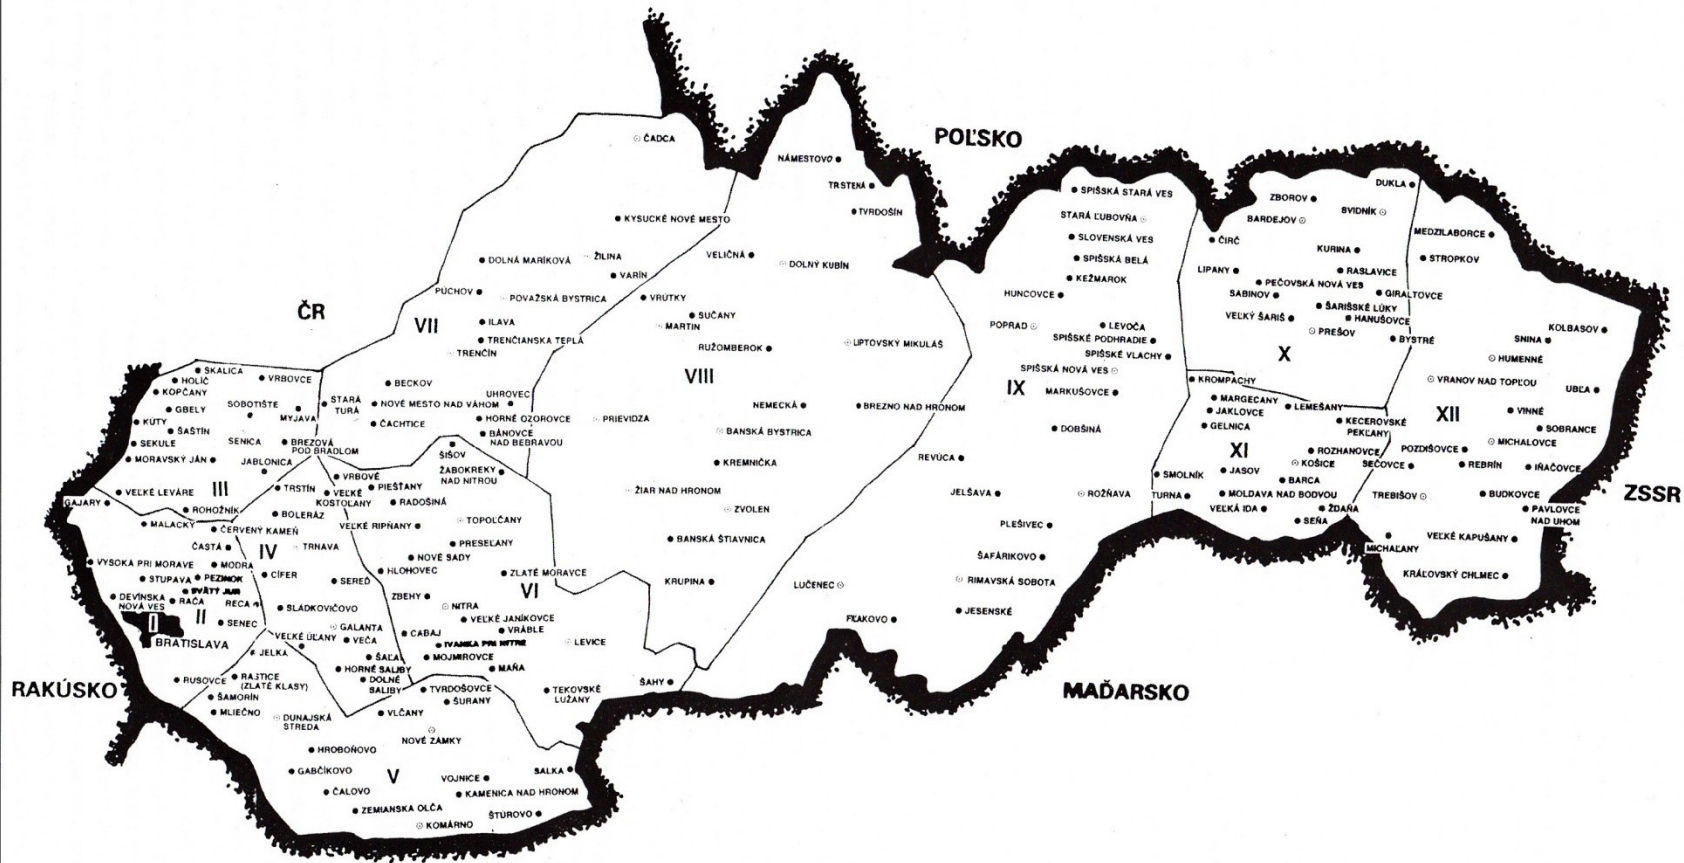 POĽSKO
ČADCA
NÁMESTOVO
TRSTENÁ
TVRDOŠÍN
KYSUCKÉ NOVÉ MESTO
DOLNÁ MARÍKOVÁ
ŽILINA
VARÍN
VELIČNÁ
DOLNÝ KUBÍN
PÚCHOV
POVAŽSKÁ BYSTRICA
VRÚTKY
ČR
VII
ILAVA
SUČANY
MARTIN
TRENČIANSKA TEPLÁ
TRENČÍN
RUŽOMBEROK
LIPTOVSKÝ MIKULÁŠ
VIII
BECKOV
UHROVEC
NOVÉ MESTO NAD VÁHOM
STARÁ
TURÁ
ČACHTICE
HORNÉ OZOROVCE
BÁNOVCE
NAD BEBRAVOU
PRIEVIDZA
NEMECKÁ
BREZNO NAD HRONOM
BANSKÁ BYSTRICA
KREMNIČKA
ŽIAR NAD HRONOM
ZVOLEN
BANSKÁ ŠTIAVNICA
KRUPINA
LUČENEC
FIĽAKOVO
ŠAHY
SPIŠSKÁ STARÁ VES
STARÁ ĽUBOVŇA
SLOVENSKÁ VES
SPIŠSKÁ BELÁ
KEŽMAROK
HUNCOVCE
POPRAD
LEVOČA
SPIŠSKÉ PODHRADIE
SPIŠSKÉ VLACHY
SPIŠSKÁ NOVÁ VES
IX
MARKUŠOVCE
DOBŠINÁ
REVÚCA
JELŠAVA
ROŽŇAVA
PLEŠIVEC
ŠAFÁRIKOVO
RIMAVSKÁ SOBOTA
JESENSKÉ
DUKLA
ZBOROV
SVIDNÍK
BARDEJOV
ČIRČ
KURINA
LIPANY
RASLAVICE
PEČOVSKÁ NOVÁ VES
SABINOV
GIRALTOVCE
ŠARIŠSKÉ LÚKY
VEĽKÝ ŠARIŠ
HANUŠOVCE
PREŠOV
BYSTRÉ
X
MEDZILABORCE
STROPKOV
KOLBASOV
SNINA
HUMENNÉ
VRANOV NAD TOPĽOU
UBĽA
XII
VINNÉ
SOBRANCE
MICHALOVCE
POZDIŠOVCE
SEČOVCE
REBRÍN
IŇAČOVCE
TREBIŠOV
BUDKOVCE
PAVLOVCE
NAD UHOM
MICHAĽANY
VEĽKÉ KAPUŠANY
KRÁĽOVSKÝ CHLMEC
ZSSR
KROMPACHY
MARGECANY
JAKLOVCE
LEMEŠANY
GELNICA
KECEROVSKÉ
PEKĽANY
XI
ROZHANOVCE
KOŠICE
SMOLNÍK
JASOV
BARCA
TURNA
MOLDAVA NAD BODVOU
VEĽKÁ IDA
ŽDAŇA
SEŇA
SKALICA
HOLÍČ
VRBOVCE
KOPČANY
GBELY
SOBOTIŠTE
MYJAVA
KÚTY
ŠAŠTÍN
SENICA
SEKULE
BREZOVÁ
POD BRADLOM
MORAVSKÝ JÁN
JABLONICA
VEĽKÉ LEVÁRE
III
GAJARY
ROHOŽNÍK
MALACKY
ČERVENÝ KAMEŇ
ČASTÁ
IV
VYSOKÁ PRI MORAVE
MODRA
STUPAVA
PEZINOK
SVÄTÝ JUR
DEVÍNSKA
NOVÁ VES
RAČA
RECA
II
SENEC
I
BRATISLAVA
TRSTÍN
BOLERÁZ
TRNAVA
CÍFER
SEREĎ
SLADKOVIČOVO
GALANTA
VEĽKÉ ÚĽANY
VEČA
JELKA
ŠAĽA
HORNÉ SALIBY
DOLNÉ
SALIBY
ŠIŠOV
ŽABOKREKY
NAD NITROU
VRBOVÉ
PIEŠŤANY
VEĽKÉ
KOSTOĽANY
RADOŠINÁ
VEĽKÉ RIPŇANY
TOPOĽČANY
PRESEĽANY
NOVÉ SADY
HLOHOVEC
ZLATÉ MORAVCE
VI
ZBEHY
NITRA
VEĽKÉ JANÍKOVCE
VRÁBLE
CABAJ
IVANKA PRI NITRE
LEVICE
MOJMIROVCE
MAŇA
TVRDOŠOVCE
ŠURANY
TEKOVSKÉ
LUŽANY
RAKÚSKO
RUSOVCE
RAJTICE
(ZLATÉ KLASY)
ŠAMORÍN
MLIEČNO
DUNAJSKÁ
STREDA
VLČANY
NOVÉ ZÁMKY
HROBOŇOVO
GABČÍKOVO
V
VOJNICE
SALKA
ČALOVO
KAMENICA NAD HRONOM
ZEMIANSKA OLČA
ŠTÚROVO
KOMÁRNO
MAĎARSKO